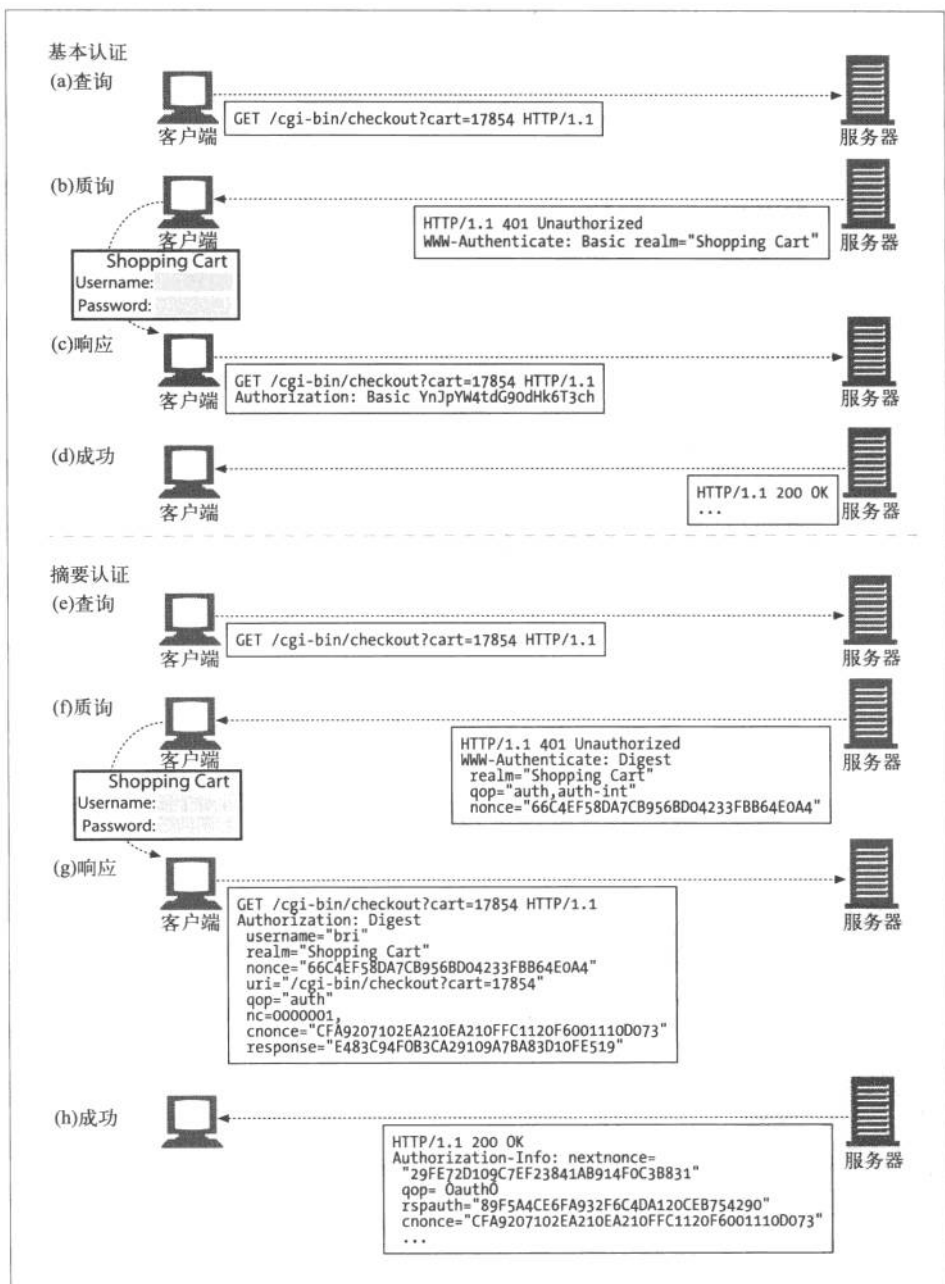 基本认证
(a)查询
客户端
GET /cgi-bin/checkout?cart=17854 HTTP/1.1
服务器
(b)质询
客户端
HTTP/1.1 401 Unauthorized
WWW-Authenticate: Basic realm="Shopping Cart"
服务器
Shopping Cart
Username:
Password:
(c)响应
客户端
GET /cgi-bin/checkout?cart=17854 HTTP/1.1
Authorization: Basic YnJpYW4tdG90dHk6T3ch
服务器
(d)成功
客户端
HTTP/1.1 200 OK
...
服务器
摘要认证
(e)查询
客户端
GET /cgi-bin/checkout?cart=17854 HTTP/1.1
服务器
(f)质询
客户端
HTTP/1.1 401 Unauthorized
WWW-Authenticate: Digest
realm="Shopping Cart"
qop="auth,auth-int"
nonce="66C4EF58DA7CB956BD04233FBB64E0A4"
服务器
Shopping Cart
Username:
Password:
(g)响应
客户端
GET /cgi-bin/checkout?cart=17854 HTTP/1.1
Authorization: Digest
username="bri"
realm="Shopping Cart"
nonce="66C4EF58DA7CB956BD04233FBB64E0A4"
uri="/cgi-bin/checkout?cart=17854"
qop="auth"
nc=0000001,
cnonce="CFA9207102EA210EA210FFC1120F6001110D073"
response="E483C94F0B3CA29109A7BA83D10FE519"
服务器
(h)成功
HTTP/1.1 200 OK
Authorization-Info: nextnonce=
"29FE72D109C7EF23841AB914F0C3B831"
qop= ÒauthÓ
rspauth="89F5A4CE6FA932F6C4DA120CEB754290"
cnonce="CFA9207102EA210EA210FFC1120F6001110D073"
...
服务器